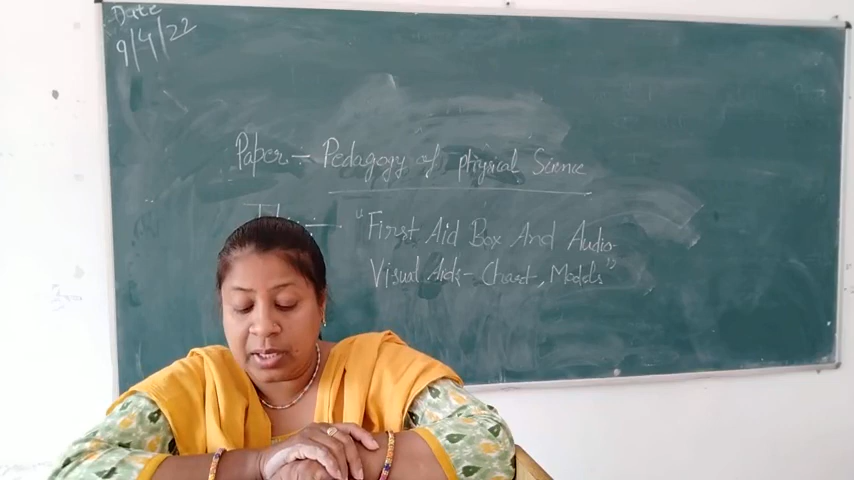 Date
9/4/22
Paper:- Pedagogy of physical Science
:- "First Aid Box And Audio-
Visual Aids - Chart, Models"